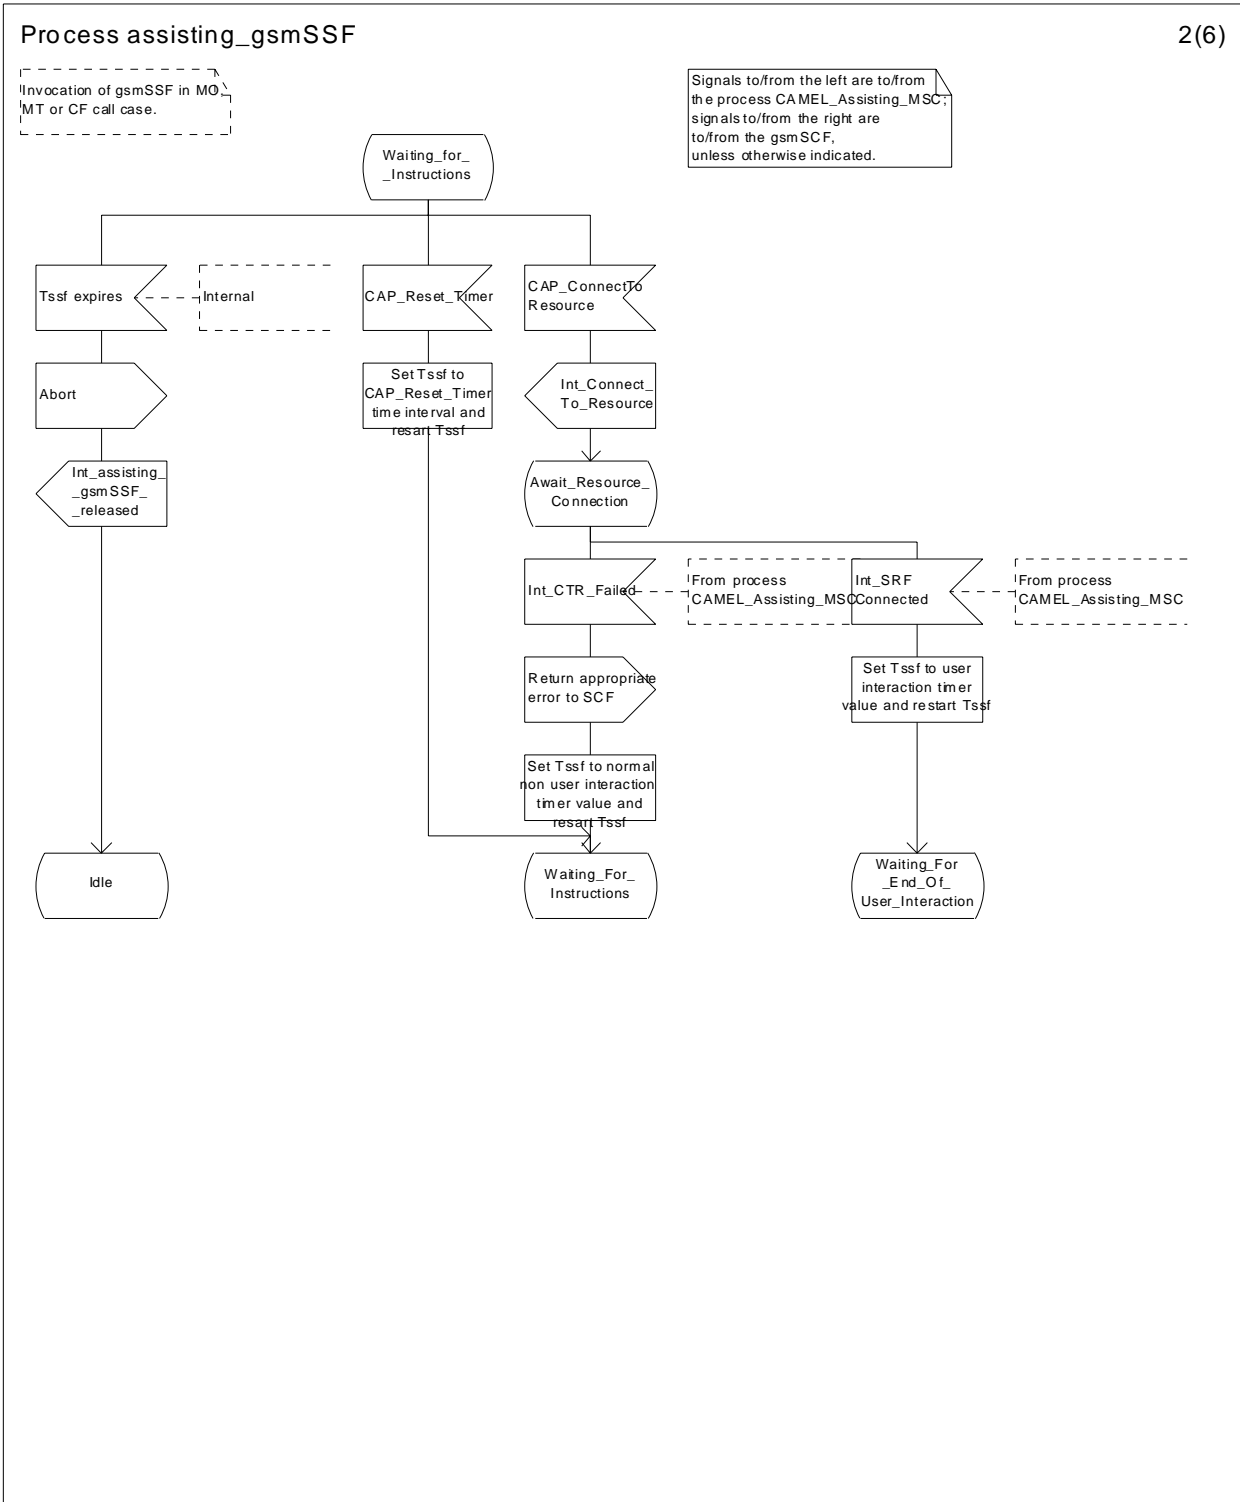 Process assisting_gsmSSF
2(6)
Invocation of gsmSSF in MO,
MT or CF call case.
Signals to/from the left are to/from
the process CAMEL_Assisting_MSC;
signals to/from the right are
to/from the gsmSCF,
unless otherwise indicated.
Waiting_for_
_Instructions
Tssf expires
Internal
CAP_Reset_Timer
CAP_ConnectTo
Resource
Abort
Set Tssf to
CAP_Reset_Timer
time interval and
resart Tssf
Int_Connect_
To_Resource
Int_assisting_
_gsmSSF_
_released
Await_Resource_
Connection
Int_CTR_Failed
From process
CAMEL_Assisting_MSC
Int_SRF
Connected
From process
CAMEL_Assisting_MSC
Return appropriate
error to SCF
Set Tssf to user
interaction timer
value and restart Tssf
Set Tssf to normal
non user interaction
timer value and
resart Tssf
Idle
Waiting_For_
Instructions
Waiting_For
_End_Of_
User_Interaction